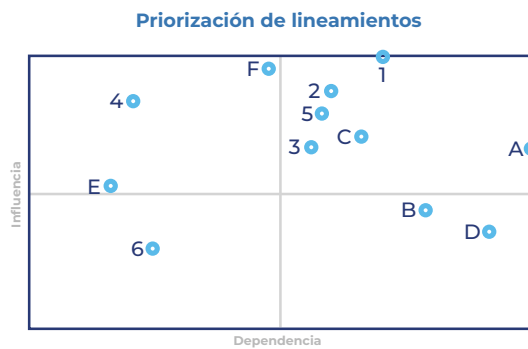 Priorización de lineamientos
F
1
2
4
5
C
3
A
E
B
D
6
Influencia
Dependencia